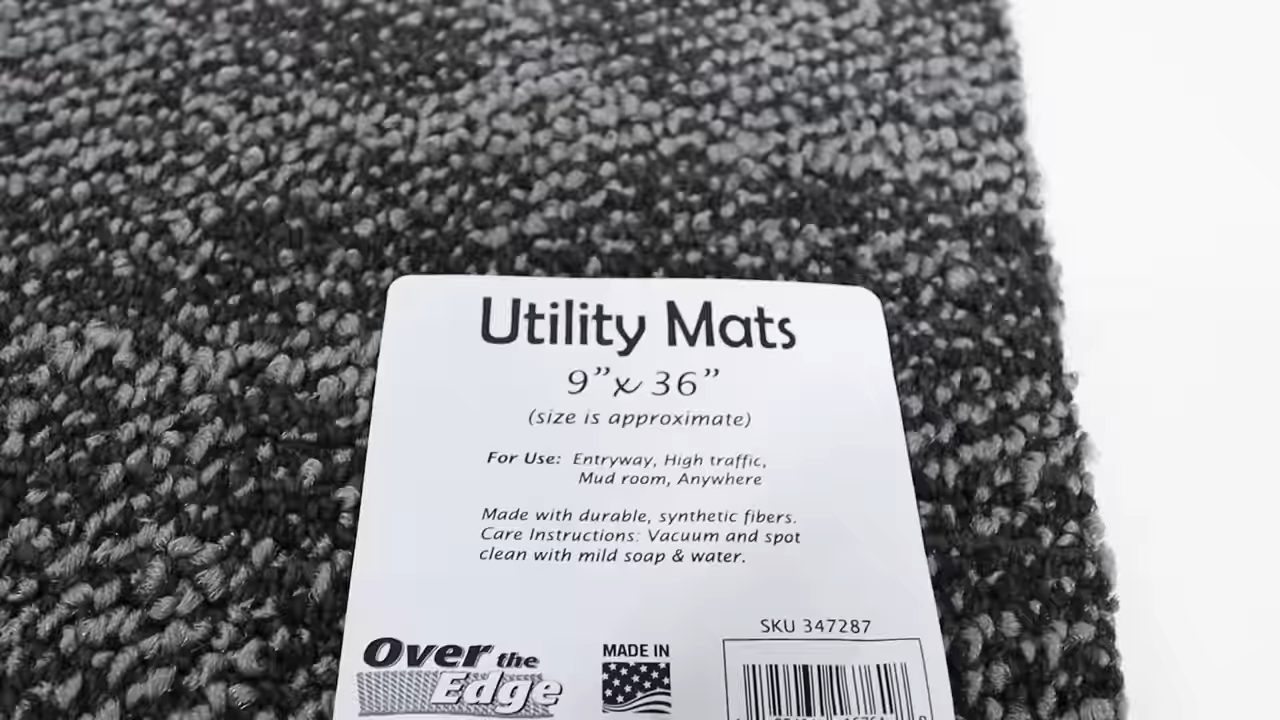 Utility Mats
9” x 36”
(size is approximate)
For Use: Entryway, High traffic,
Mud room, Anywhere
Made with durable, synthetic fibers.
Care Instructions: Vacuum and spot
clean with mild soap & water.
SKU 347287
Over the
Edge
MADE IN